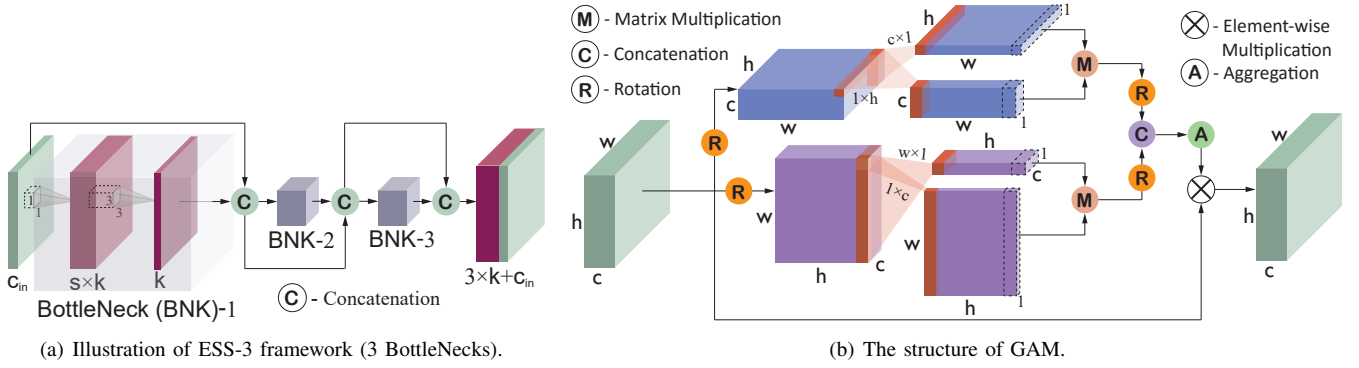 M - Matrix Multiplication
C - Concatenation
R - Rotation
h
c
w
1×h
c×1
h
w
1
c
w
1
M
R
C
A
× - Element-wise
Multiplication
A - Aggregation
w
h
c
R
R
w
h
c
w×1
1×c
h
1
c
w
h
1
M
R
w
h
c
c_in
1
1
s×k
3
3
k
BottleNeck (BNK)-1
C
BNK-2
C
BNK-3
C
3×k+c_in
C - Concatenation
(a) Illustration of ESS-3 framework (3 BottleNecks).
(b) The structure of GAM.